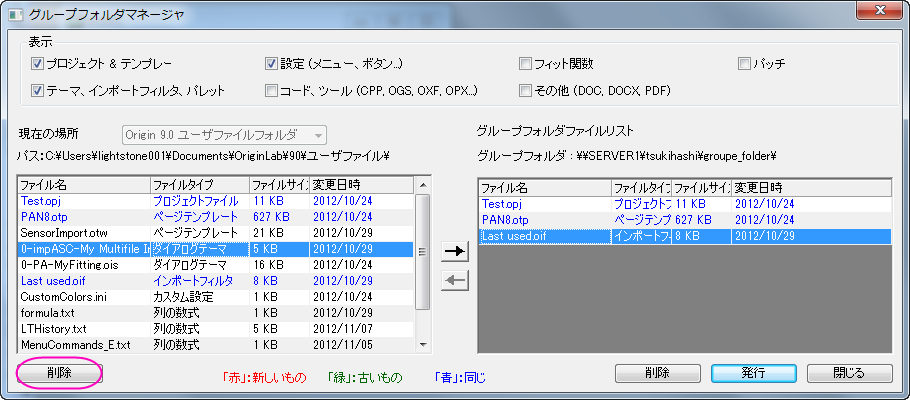 グループフォルダマネージャ
表示
プロジェクト & テンプレー
設定 (メニュー、ボタン...)
フィット関数
パッチ
テーマ、インポートフィルタ、パレット
コード、ツール (CPP, OGS, OXF, OPX...)
その他 (DOC, DOCX, PDF)
現在の場所
Origin 9.0 ユーザファイルフォルダ
パス:C:¥Users¥lightstone001¥Documents¥OriginLab¥90¥ユーザファイル¥
ファイル名 ファイルタイプ ファイルサイズ 変更日時
Test.opj プロジェクトファイル 11 KB 2012/10/24
PAN8.otp ページテンプレート 627 KB 2012/10/24
SensorImport.otw ページテンプレート 21 KB 2012/10/29
0-impASC-My Multifile Im ダイアログテーマ 5 KB 2012/10/29
0-PA-MyFitting.ois ダイアログテーマ 16 KB 2012/10/24
Last used.oif インポートフィルタ 8 KB 2012/10/29
CustomColors.ini カスタム設定 1 KB 2012/10/24
formula.txt 列の数式 1 KB 2012/10/29
LTHistory.txt 列の数式 5 KB 2012/11/07
MenuCommands_E.txt 列の数式 1 KB 2012/11/05
グループフォルダファイルリスト
グループフォルダ : ¥¥SERVER1¥tsukihashi¥groupe_folder¥
ファイル名 ファイルタイプ ファイルサイズ 変更日時
Test.opj プロジェクトフ 11 KB 2012/10/24
PAN8.otp ページテンプ 627 KB 2012/10/24
Last used.oif インポートフ 8 KB 2012/10/29
削除
「赤」：新しいもの
「緑」：古いもの
「青」：同じ
削除
発行
閉じる